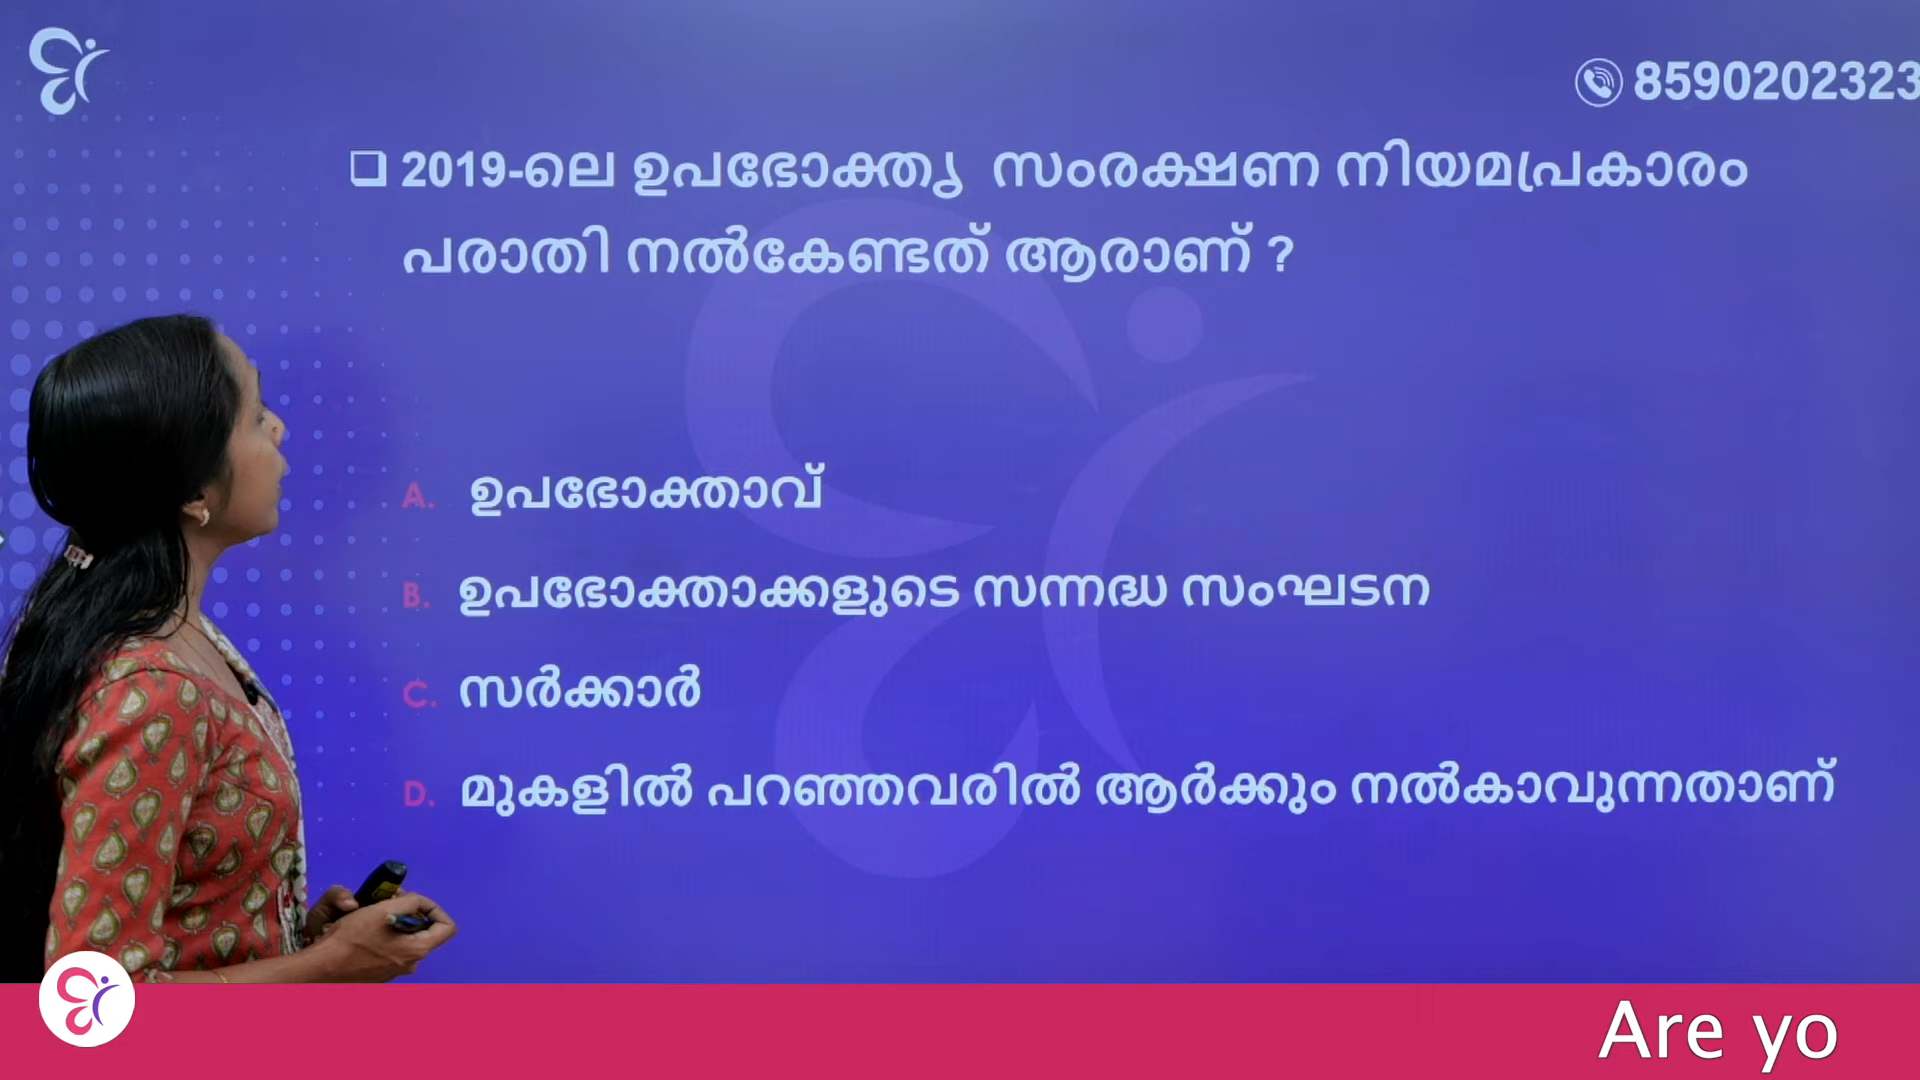 8590202323
2019-ലെ ഉപഭോക്തൃ സംരക്ഷണ നിയമപ്രകാരം
പരാതി നൽകേണ്ടത് ആരാണ് ?
A. ഉപഭോക്താവ്
B. ഉപഭോക്താക്കളുടെ സന്നദ്ധ സംഘടന
C. സർക്കാർ
D. മുകളിൽ പറഞ്ഞവരിൽ ആർക്കും നൽകാവുന്നതാണ്
Are yo